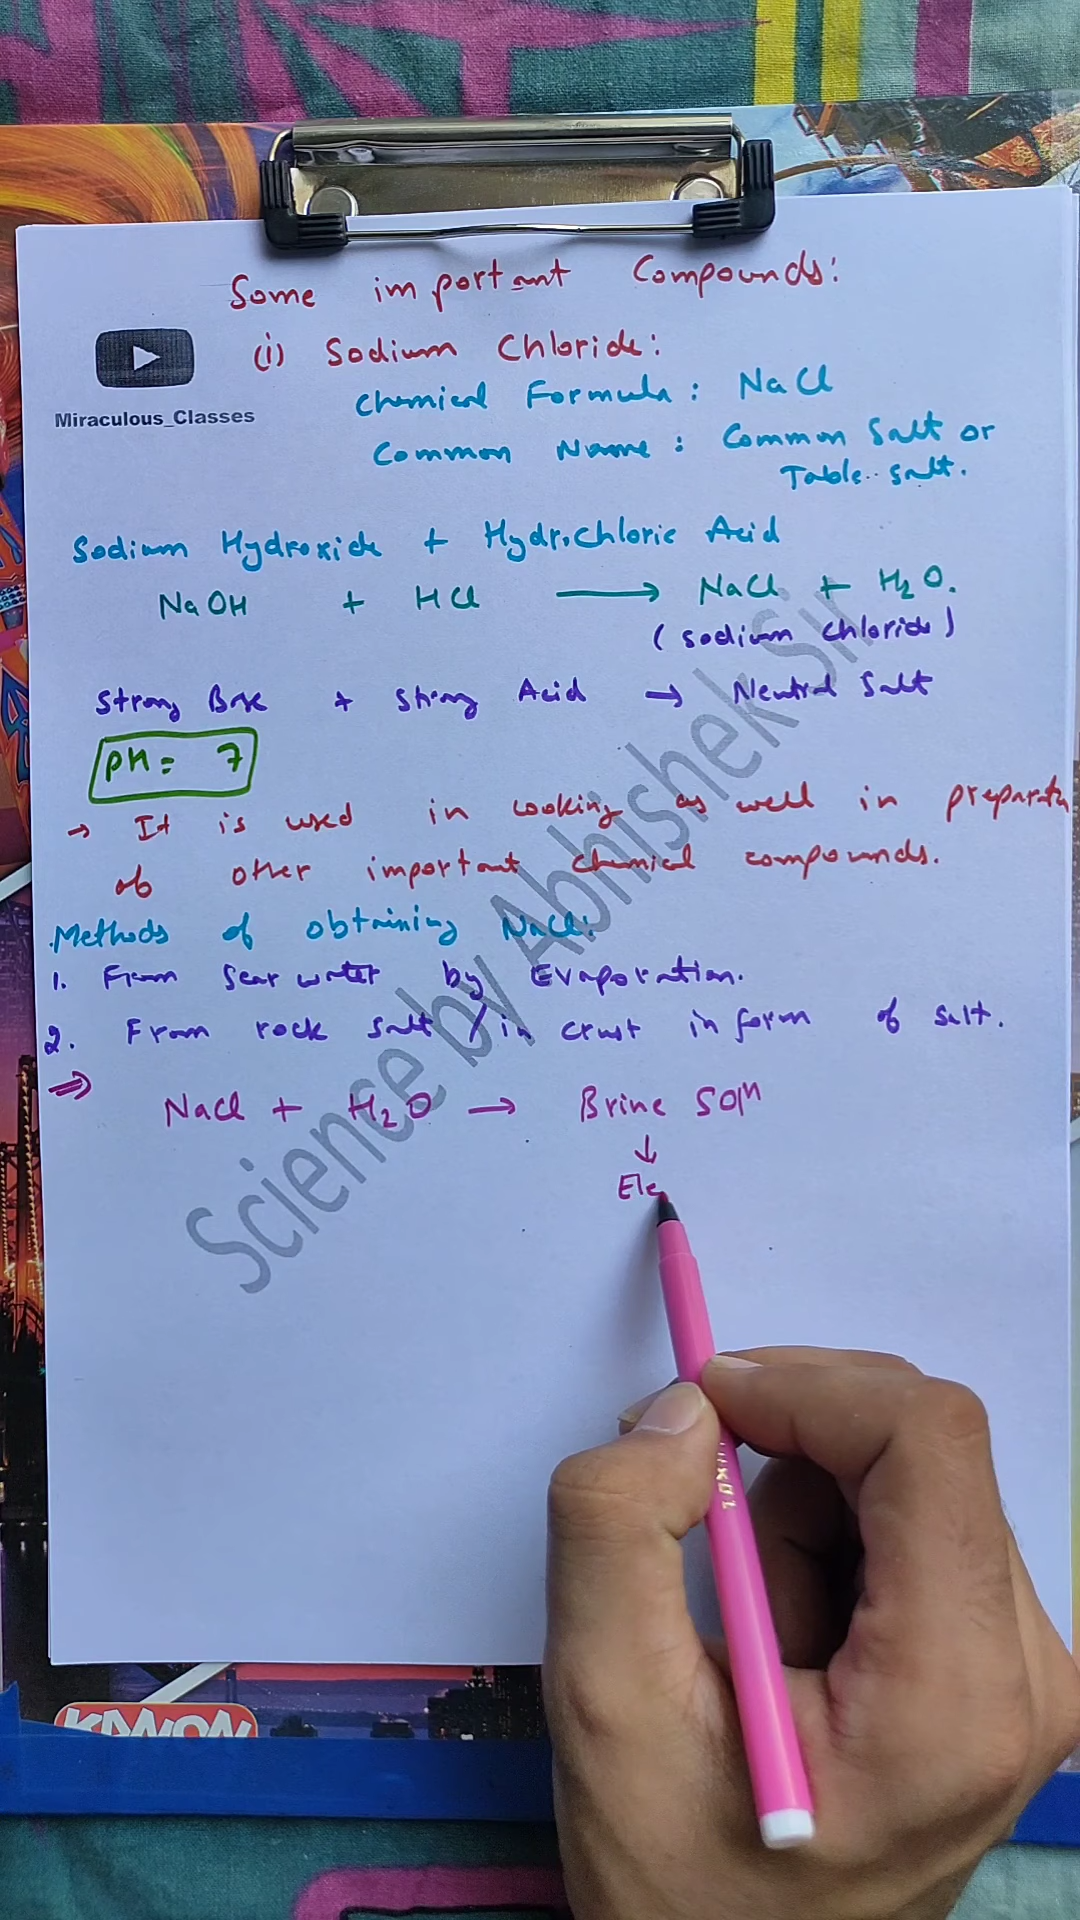 Some important Compounds:
(i) Sodium Chloride:
Miraculous_Classes
Chemical Formula: NaCl
Common Name: Common Salt or
Table salt.
Sodium Hydroxide + Hydrochloric Acid
NaOH + HCl → NaCl + H₂O.
(Sodium chloride)
Strong Base + Strong Acid → Neutral Salt
PH = 7
→ It is used in cooking as well in preparation
of other important chemical compounds.
Methods of obtaining NaCl:
1. From Sear water by Evaporation.
2. From rock salt / in crust in form of salt.
⇒ NaCl + H₂O → Brine Solⁿ
↓
Ele
Science by Abhishek Sir
KIWON